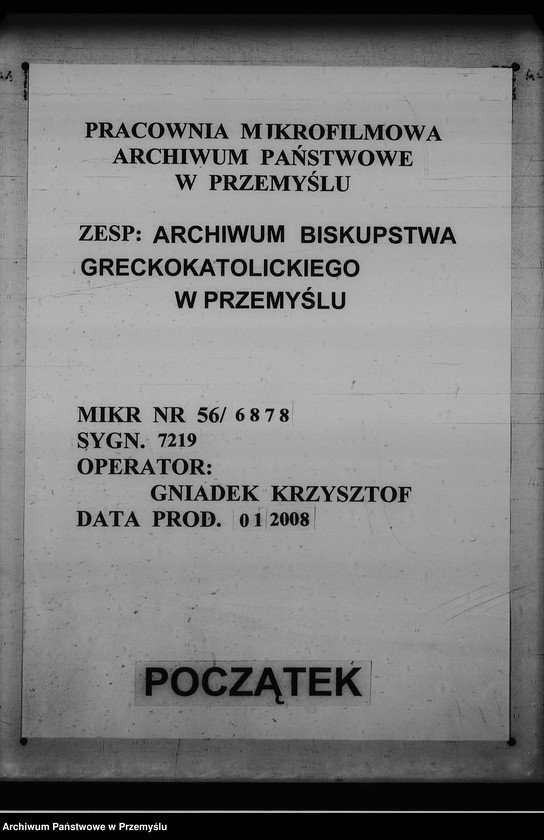 PRACOWNIA MIKROFILMOWA
ARCHIWUM PAŃSTWOWE
W PRZEMYŚLU
ZESP: ARCHIWUM BISKUPSTWA
GRECKOKATOLICKIEGO
W PRZEMYŚLU
MIKR NR 56/ 6878
SYGN. 7219
OPERATOR:
GNIADEK KRZYSZTOF
DATA PROD. 01 2008
POCZĄTEK
Archiwum Państwowe w Przemyślu